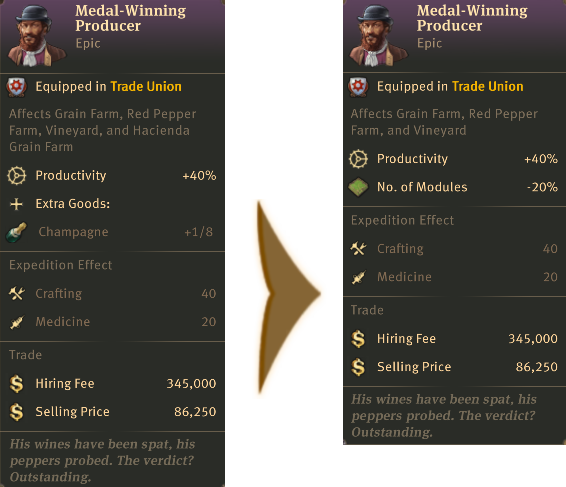 Medal-Winning
Producer
Epic
Equipped in Trade Union
Affects Grain Farm, Red Pepper
Farm, Vineyard, and Hacienda
Grain Farm
Productivity +40%
Extra Goods:
Champagne +1/8
Expedition Effect
Crafting 40
Medicine 20
Trade
Hiring Fee 345,000
Selling Price 86,250
His wines have been spat, his
peppers probed. The verdict?
Outstanding.
Medal-Winning
Producer
Epic
Equipped in Trade Union
Affects Grain Farm, Red Pepper
Farm, and Vineyard
Productivity +40%
No. of Modules -20%
Expedition Effect
Crafting 40
Medicine 20
Trade
Hiring Fee 345,000
Selling Price 86,250
His wines have been spat, his
peppers probed. The verdict?
Outstanding.